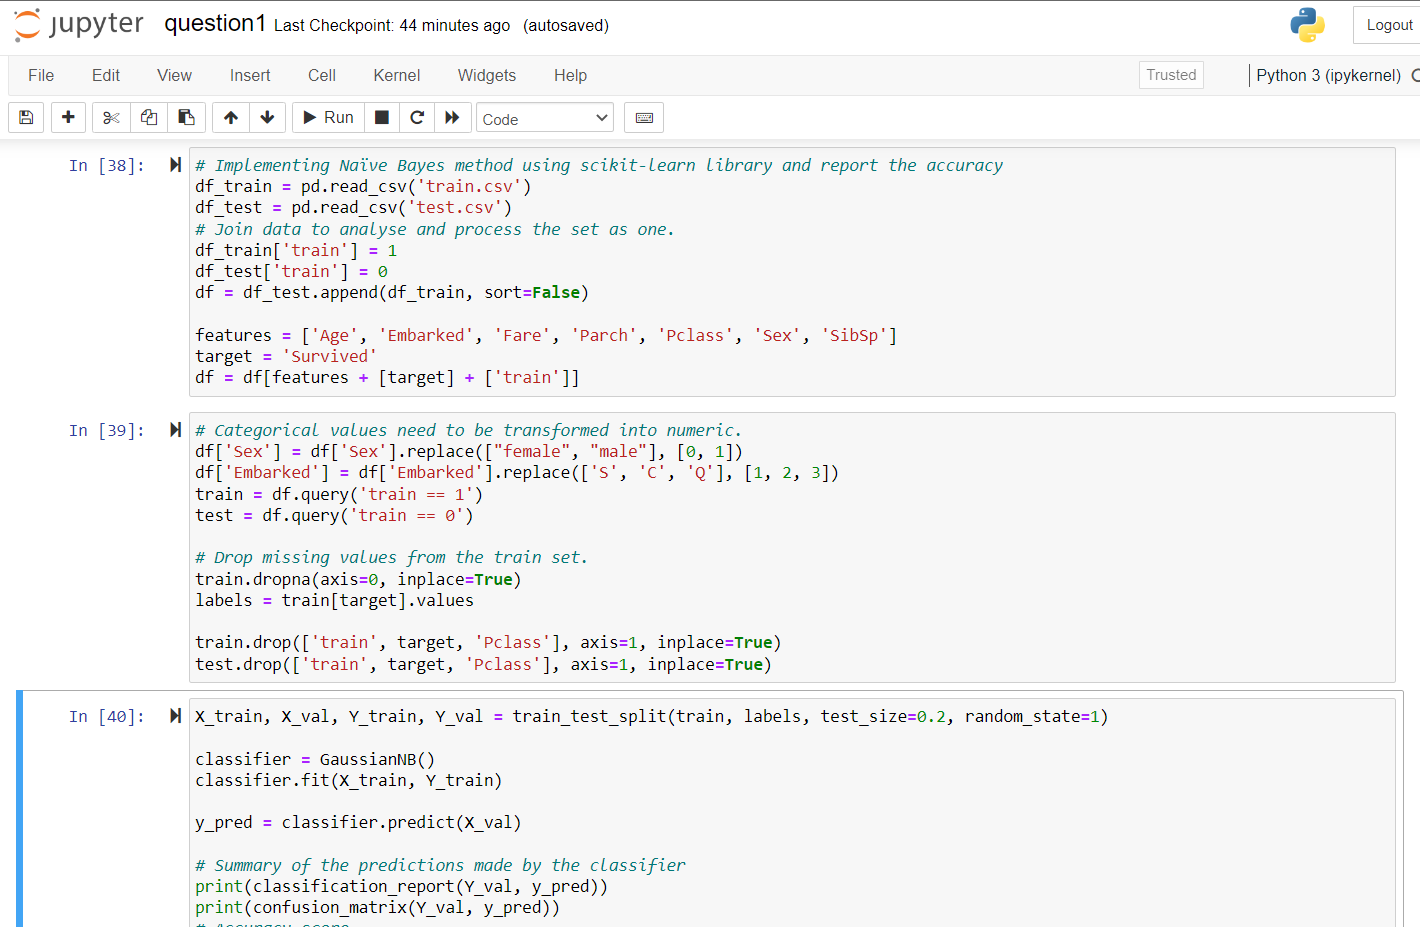 jupyter question1 Last Checkpoint: 44 minutes ago (autosaved) Logout
File Edit View Insert Cell Kernel Widgets Help Trusted Python 3 (ipykernel)
Run Code
In [38]: # Implementing Naïve Bayes method using scikit-learn library and report the accuracy
df_train = pd.read_csv('train.csv')
df_test = pd.read_csv('test.csv')
# Join data to analyse and process the set as one.
df_train['train'] = 1
df_test['train'] = 0
df = df_test.append(df_train, sort=False)
features = ['Age', 'Embarked', 'Fare', 'Parch', 'Pclass', 'Sex', 'SibSp']
target = 'Survived'
df = df[features + [target] + ['train']]
In [39]: # Categorical values need to be transformed into numeric.
df['Sex'] = df['Sex'].replace(["female", "male"], [0, 1])
df['Embarked'] = df['Embarked'].replace(['S', 'C', 'Q'], [1, 2, 3])
train = df.query('train == 1')
test = df.query('train == 0')
# Drop missing values from the train set.
train.dropna(axis=0, inplace=True)
labels = train[target].values
train.drop(['train', target, 'Pclass'], axis=1, inplace=True)
test.drop(['train', target, 'Pclass'], axis=1, inplace=True)
In [40]: X_train, X_val, Y_train, Y_val = train_test_split(train, labels, test_size=0.2, random_state=1)
classifier = GaussianNB()
classifier.fit(X_train, Y_train)
y_pred = classifier.predict(X_val)
# Summary of the predictions made by the classifier
print(classification_report(Y_val, y_pred))
print(confusion_matrix(Y_val, y_pred))
# Accuracy score